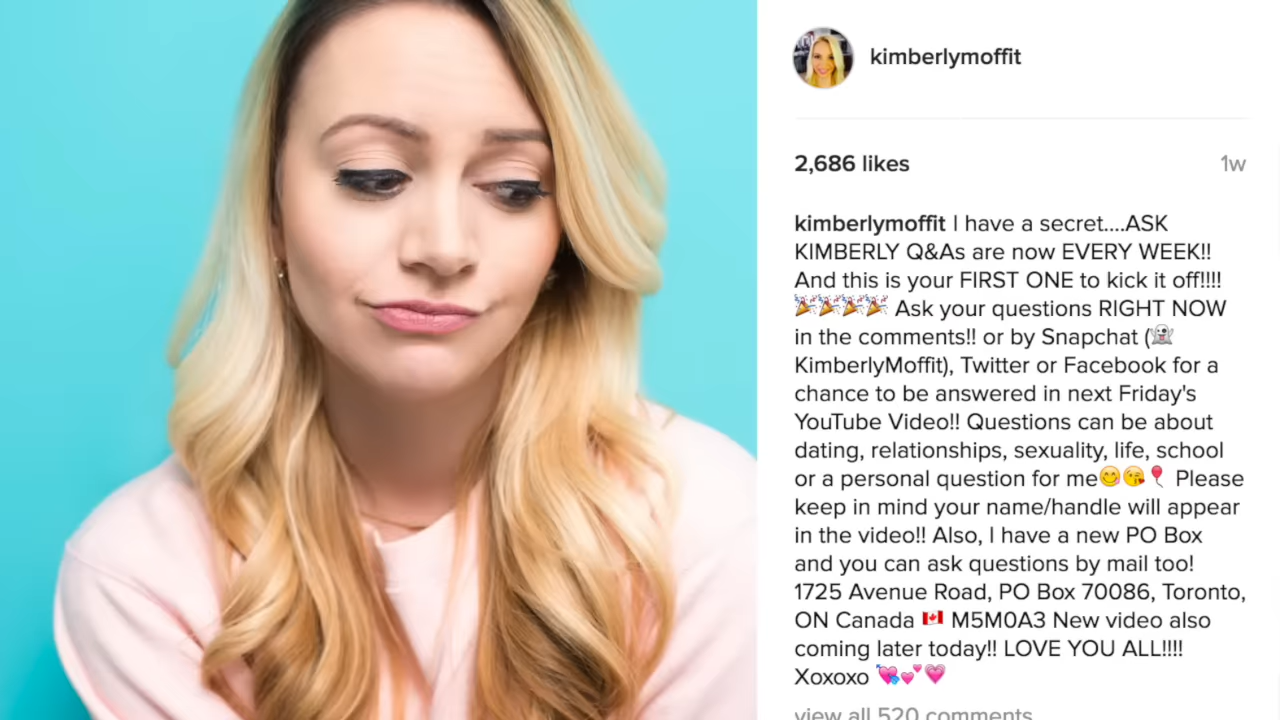 kimberlymoffit
2,686 likes 1w
kimberlymoffit I have a secret....ASK
KIMBERLY Q&As are now EVERY WEEK!!
And this is your FIRST ONE to kick it off!!!!
🎉🎉🎉🎉 Ask your questions RIGHT NOW
in the comments!! or by Snapchat (👻
KimberlyMoffit), Twitter or Facebook for a
chance to be answered in next Friday's
YouTube Video!! Questions can be about
dating, relationships, sexuality, life, school
or a personal question for me😋😘🎈 Please
keep in mind your name/handle will appear
in the video!! Also, I have a new PO Box
and you can ask questions by mail too!
1725 Avenue Road, PO Box 70086, Toronto,
ON Canada 🇨🇦 M5M0A3 New video also
coming later today!! LOVE YOU ALL!!!!
Xoxoxo 💘💕💗
view all 520 comments